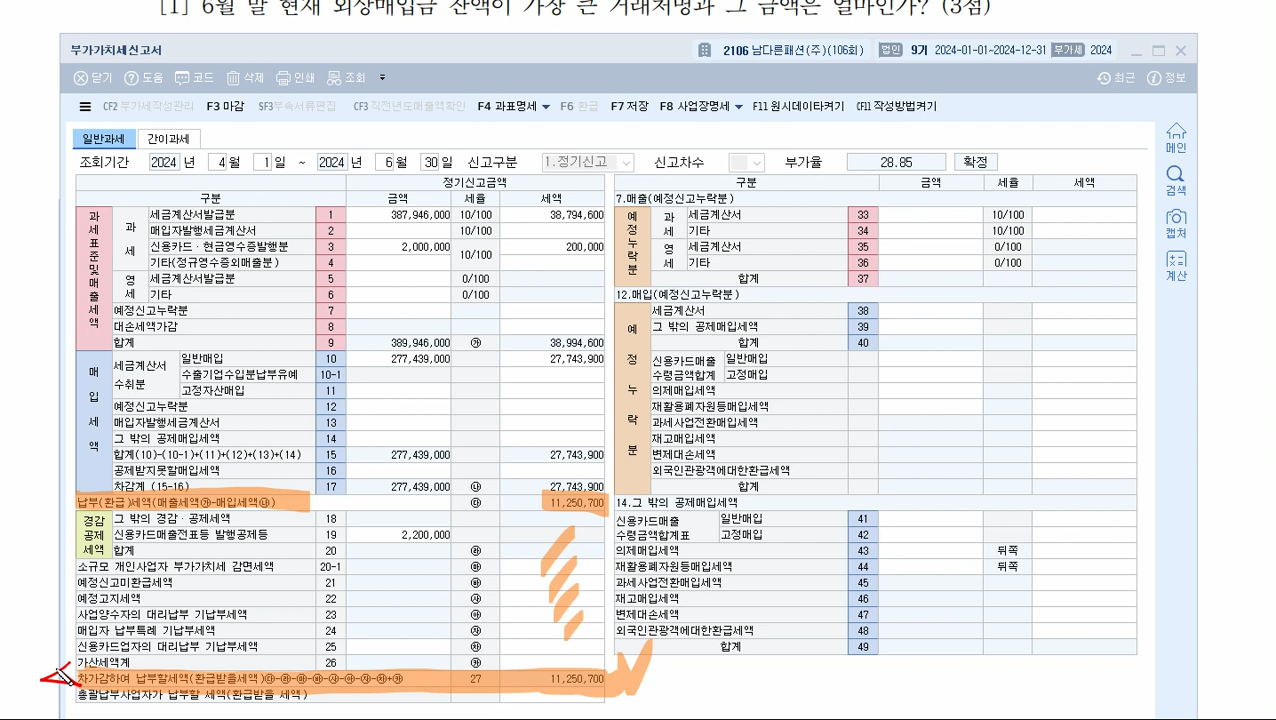 [1] 6월 말 현재 외상매입금 잔액이 가장 큰 거래처명과 그 금액은 얼마인가? (3점)
부가가치세신고서
2106 남다른패션(주)(106회) 법인 9기 2024-01-01~2024-12-31 부가세 2024
닫기 도움 코드 삭제 인쇄 조회
최근 정보
CF2 부가세작성관리 F3 마감 SF3부속서류편집 CF3 직전년도매출액확인 F4 과표명세 F6 환급 F7 저장 F8 사업장명세 F11 원시데이타켜기 CF11 작성방법켜기
일반과세 간이과세
조회기간 2024 년 4 월 1 일 ~ 2024 년 6 월 30 일 신고구분 1.정기신고 신고차수 부가율 28.85 확정
메인
검색
캡처
계산
정기신고금액
구분 금액 세율 세액
과세표준및매출세액
과세
세금계산서발급분 1 387,946,000 10/100 38,794,600
매입자발행세금계산서 2 10/100
신용카드·현금영수증발행분 3 2,000,000 10/100 200,000
기타(정규영수증외매출분) 4
영세
세금계산서발급분 5 0/100
기타 6 0/100
예정신고누락분 7
대손세액가감 8
합계 9 389,946,000 ㉮ 38,994,600
매입세액
세금계산서 수취분
일반매입 10 277,439,000 27,743,900
수출기업수입분납부유예 10-1
고정자산매입 11
예정신고누락분 12
매입자발행세금계산서 13
그 밖의 공제매입세액 14
합계(10)-(10-1)+(11)+(12)+(13)+(14) 15 277,439,000 27,743,900
공제받지못할매입세액 16
차감계 (15-16) 17 277,439,000 ㉯ 27,743,900
납부(환급)세액(매출세액㉮-매입세액㉯) ㉰ 11,250,700
경감공제세액
그 밖의 경감·공제세액 18
신용카드매출전표등 발행공제등 19 2,200,000
합계 20 ㉱
소규모 개인사업자 부가가치세 감면세액 20-1 ㉲
예정신고미환급세액 21 ㉳
예정고지세액 22 ㉴
사업양수자의 대리납부 기납부세액 23 ㉵
매입자 납부특례 기납부세액 24 ㉶
신용카드업자의 대리납부 기납부세액 25 ㉷
가산세액계 26 ㉸
차가감하여 납부할세액(환급받을세액)㉰-㉱-㉲-㉳-㉴-㉵-㉶-㉷+㉸ 27 11,250,700
총괄납부사업자가 납부할 세액(환급받을 세액)
구분 금액 세율 세액
7.매출(예정신고누락분)
예정누락분
과세
세금계산서 33 10/100
기타 34 10/100
영세
세금계산서 35 0/100
기타 36 0/100
합계 37
12.매입(예정신고누락분)
예정누락분
세금계산서 38
그 밖의 공제매입세액 39
합계 40
신용카드매출 수령금액합계
일반매입
고정매입
의제매입세액
재활용폐자원등매입세액
과세사업전환매입세액
재고매입세액
변제대손세액
외국인관광객에대한환급세액
합계
14.그 밖의 공제매입세액
신용카드매출 수령금액합계표
일반매입 41
고정매입 42
의제매입세액 43 뒤쪽
재활용폐자원등매입세액 44 뒤쪽
과세사업전환매입세액 45
재고매입세액 46
변제대손세액 47
외국인관광객에대한환급세액 48
합계 49